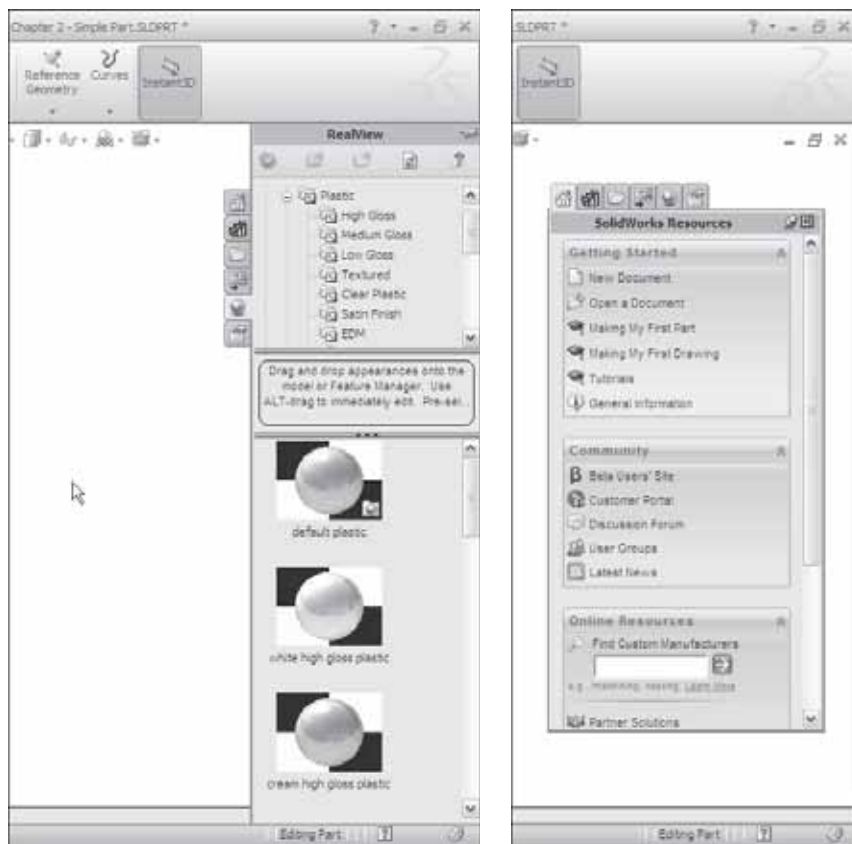 Chapter 2 - Simple Part.SLDPRT *
Reference Geometry
Curves
Instant3D
RealView
Plastic
High Gloss
Medium Gloss
Low Gloss
Textured
Clear Plastic
Satin Finish
EDM
Drag and drop appearances onto the
model or Feature Manager. Use
ALT-drag to immediately edit. Pre-sel...
default plastic
white high gloss plastic
cream high gloss plastic
Editing Part
.SLDPRT *
Instant3D
SolidWorks Resources
Getting Started
New Document
Open a Document
Making My First Part
Making My First Drawing
Tutorials
General Information
Community
Beta Users' Site
Customer Portal
Discussion Forum
User Groups
Latest News
Online Resources
Find Custom Manufacturers
e.g. machining, Learn More
Partner Solutions
Editing Part